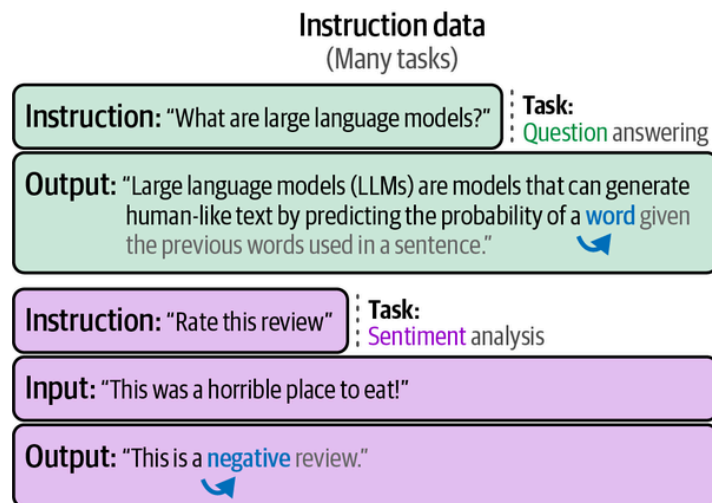 Instruction data
(Many tasks)
Instruction: “What are large language models?”
Task:
Question answering
Output: “Large language models (LLMs) are models that can generate
human-like text by predicting the probability of a word given
the previous words used in a sentence.”
Instruction: “Rate this review”
Task:
Sentiment analysis
Input: “This was a horrible place to eat!”
Output: “This is a negative review.”